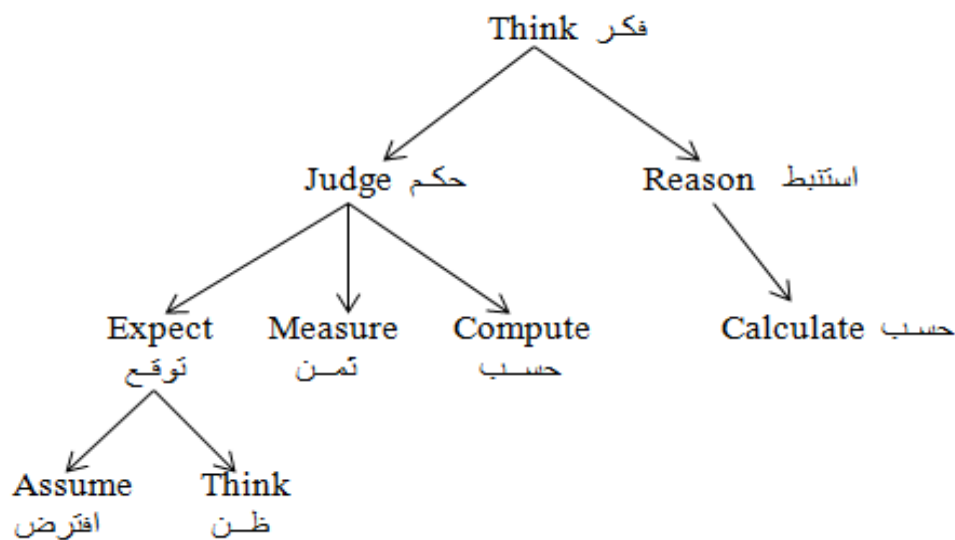 Think فكر
Judge حكم
Reason استنبط
Expect
توقع
Measure
ثمن
Compute
حسب
Calculate حسب
Assume
افترض
Think
ظن